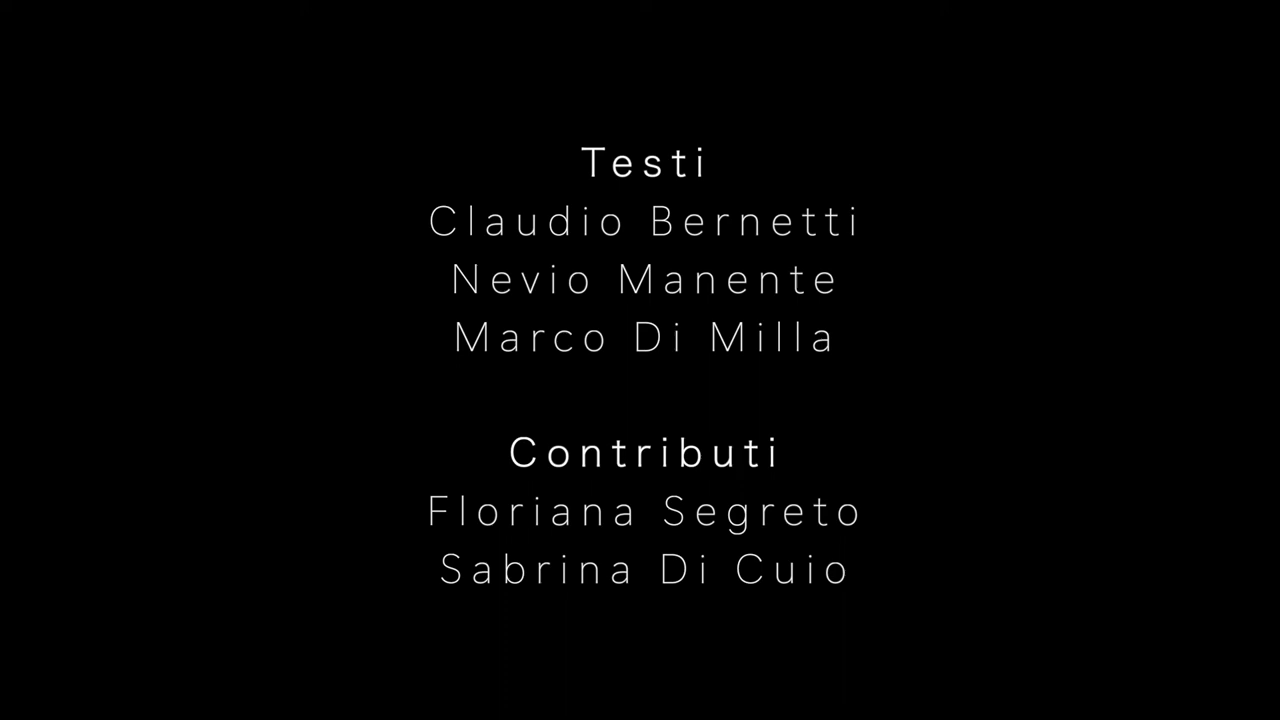 Testi
Claudio Bernetti
Nevio Manente
Marco Di Milla
Contributi
Floriana Segreto
Sabrina Di Cuio